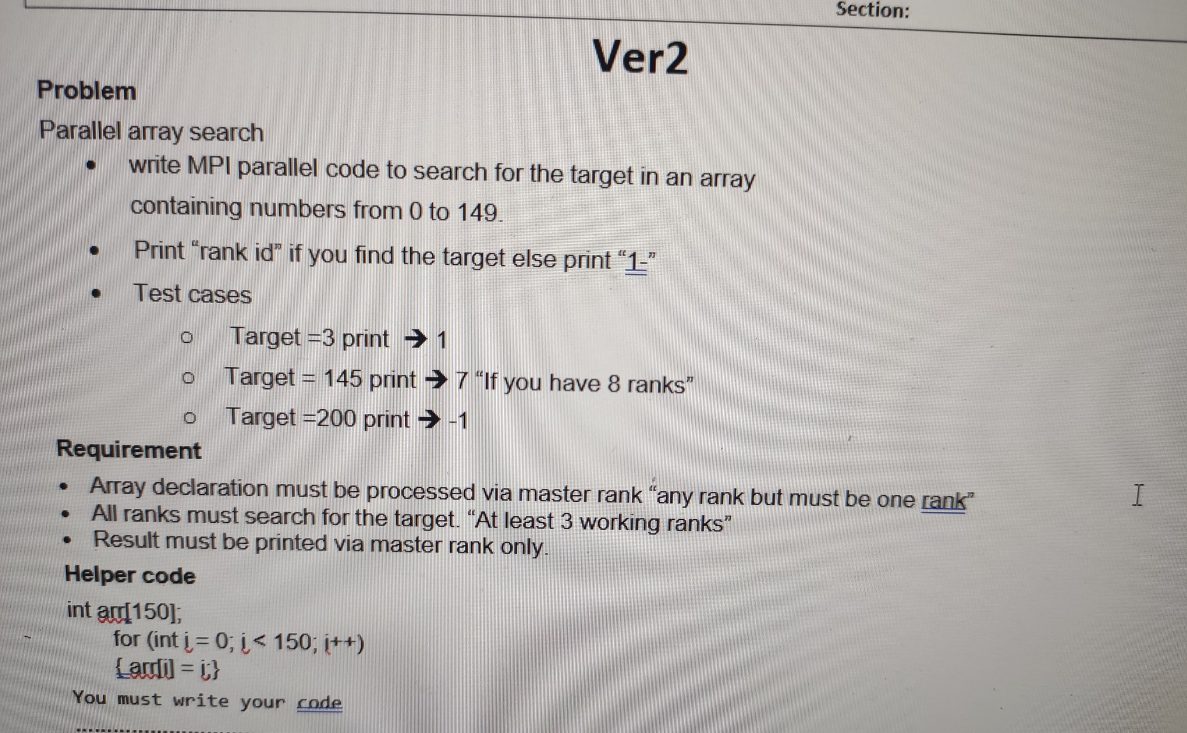 Section:
Ver2
Problem
Parallel array search
• write MPI parallel code to search for the target in an array
containing numbers from 0 to 149.
• Print “rank id” if you find the target else print “1-”
• Test cases
o Target =3 print ➔ 1
o Target = 145 print ➔ 7 “If you have 8 ranks”
o Target =200 print ➔ -1
Requirement
• Array declaration must be processed via master rank “any rank but must be one rank”
• All ranks must search for the target. “At least 3 working ranks”
• Result must be printed via master rank only.
Helper code
int arr[150];
for (int i = 0; i < 150; i++)
{ arr[i] = i;}
You must write your code